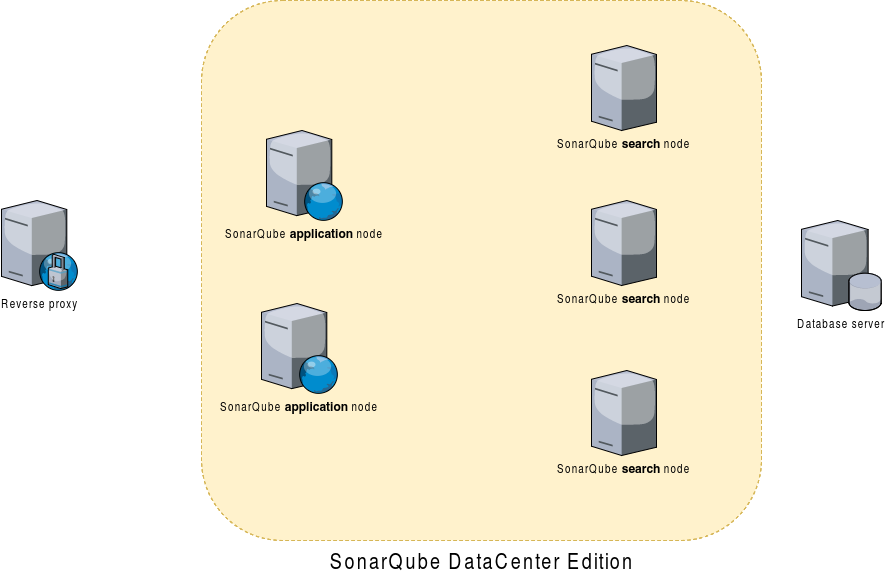 SonarQube search node
SonarQube application node
SonarQube search node
Reverse proxy
Database server
SonarQube application node
SonarQube search node
SonarQube DataCenter Edition